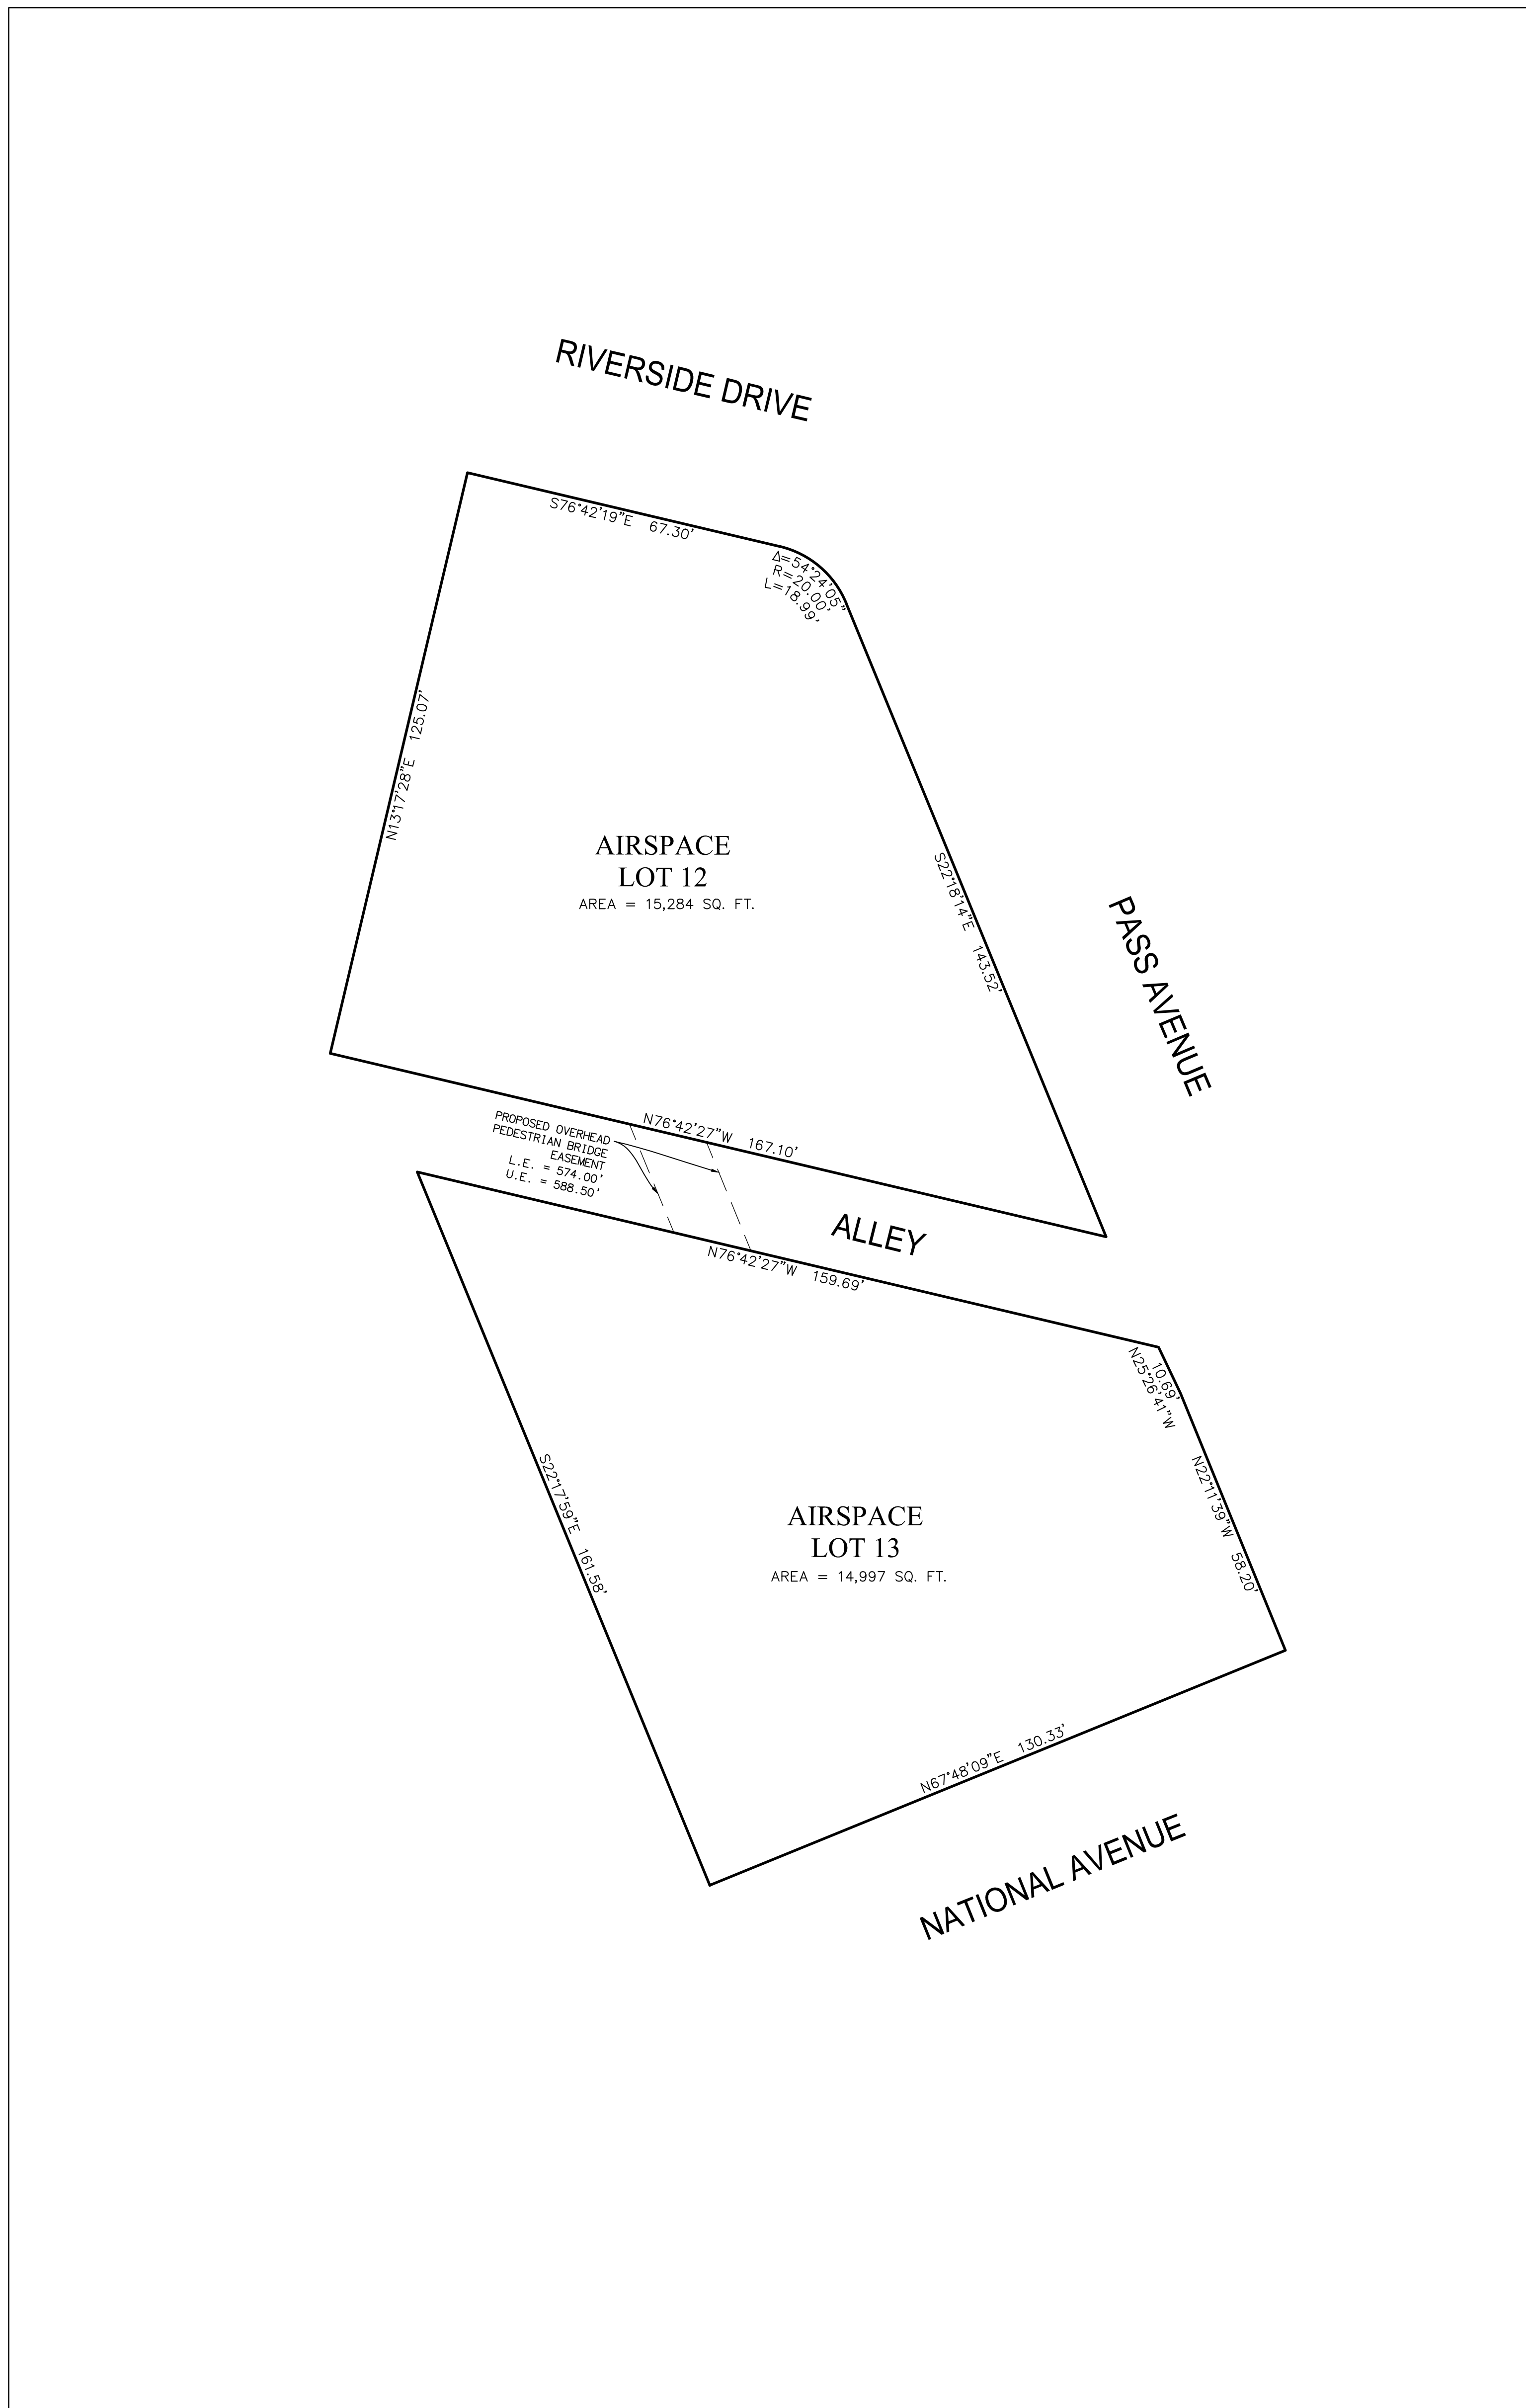 RIVERSIDE DRIVE
S76°42'19"E 67.30'
Δ=54°24'05"
R=20.00'
L=18.99'
N13°17'28"E 125.07'
AIRSPACE
LOT 12
AREA = 15,284 SQ. FT.
S22°18'14"E 143.52'
PASS AVENUE
N76°42'27"W 167.10'
PROPOSED OVERHEAD
PEDESTRIAN BRIDGE
EASEMENT
L.E. = 574.00'
U.E. = 588.50'
ALLEY
N76°42'27"W 159.69'
10.69'
N25°26'41"W
N22°11'39"W 58.20'
S22°17'59"E 161.58'
AIRSPACE
LOT 13
AREA = 14,997 SQ. FT.
N67°48'09"E 130.33'
NATIONAL AVENUE